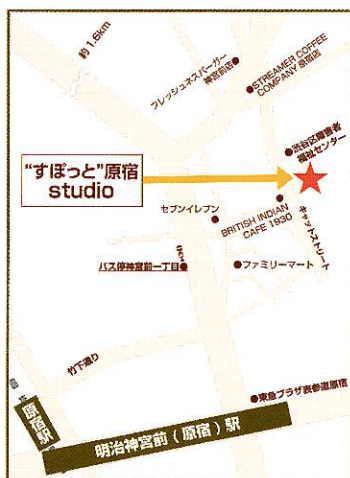 約 1.6km
フレッシュネスバーガー
神宮前店
STREAMER COFFEE
COMPANY 原宿店
渋谷区障害者
福祉センター
“すぽっと”原宿
studio
セブンイレブン
BRITISH INDIAN
CAFE 1930
キャットストリート
バス停神宮前一丁目
ファミリーマート
竹下通り
東急プラザ表参道原宿
原宿駅
明治神宮前(原宿)駅